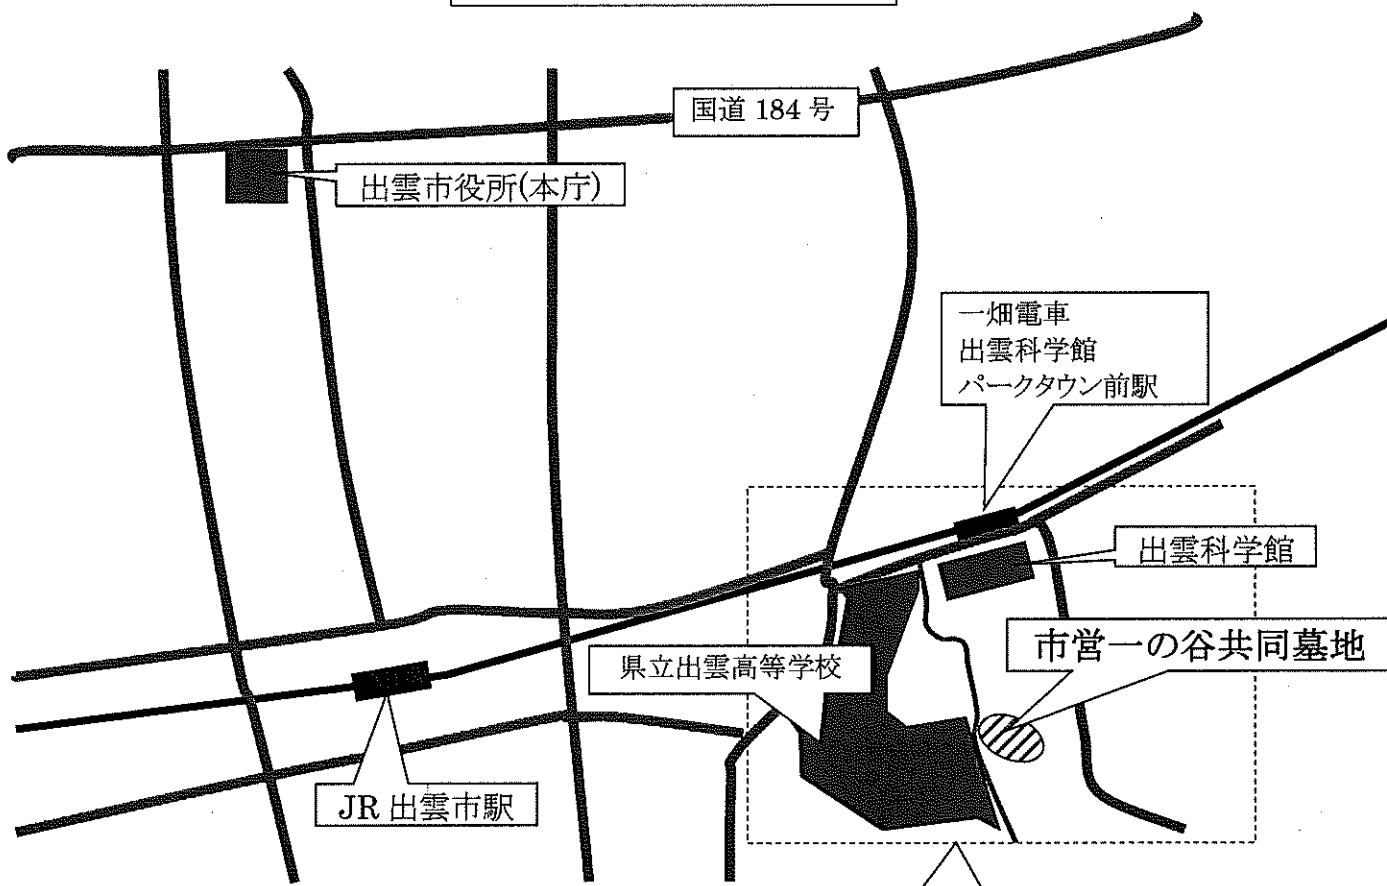 国道 184 号
出雲市役所(本庁)
一畑電車
出雲科学館
パークタウン前駅
出雲科学館
市営一の谷共同墓地
県立出雲高等学校
JR 出雲市駅